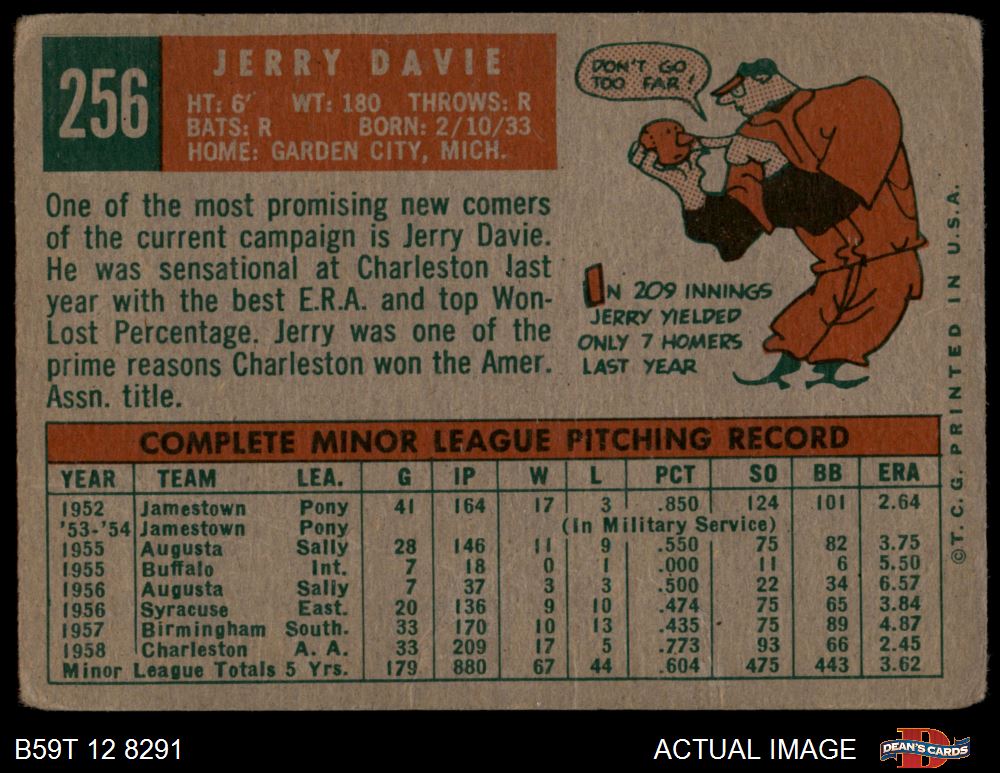 256
JERRY DAVIE
HT: 6' WT: 180 THROWS: R
BATS: R BORN: 2/10/33
HOME: GARDEN CITY, MICH.
DON'T GO
TOO FAR!
One of the most promising new comers
of the current campaign is Jerry Davie.
He was sensational at Charleston last
year with the best E.R.A. and top Won-
Lost Percentage. Jerry was one of the
prime reasons Charleston won the Amer.
Assn. title.
IN 209 INNINGS
JERRY YIELDED
ONLY 7 HOMERS
LAST YEAR
©T. C. G. PRINTED IN U.S.A.
COMPLETE MINOR LEAGUE PITCHING RECORD
YEAR TEAM LEA. G IP W L PCT SO BB ERA
1952 Jamestown Pony 41 164 17 3 .850 124 101 2.64
'53-'54 Jamestown Pony (In Military Service)
1955 Augusta Sally 28 146 11 9 .550 75 82 3.75
1955 Buffalo Int. 7 18 0 1 .000 11 6 5.50
1956 Augusta Sally 7 37 3 3 .500 22 34 6.57
1956 Syracuse East. 20 136 9 10 .474 75 65 3.84
1957 Birmingham South. 33 170 10 13 .435 75 89 4.87
1958 Charleston A. A. 33 209 17 5 .773 93 66 2.45
Minor League Totals 5 Yrs. 179 880 67 44 .604 475 443 3.62
B59T 12 8291
ACTUAL IMAGE
DEAN'S CARDS